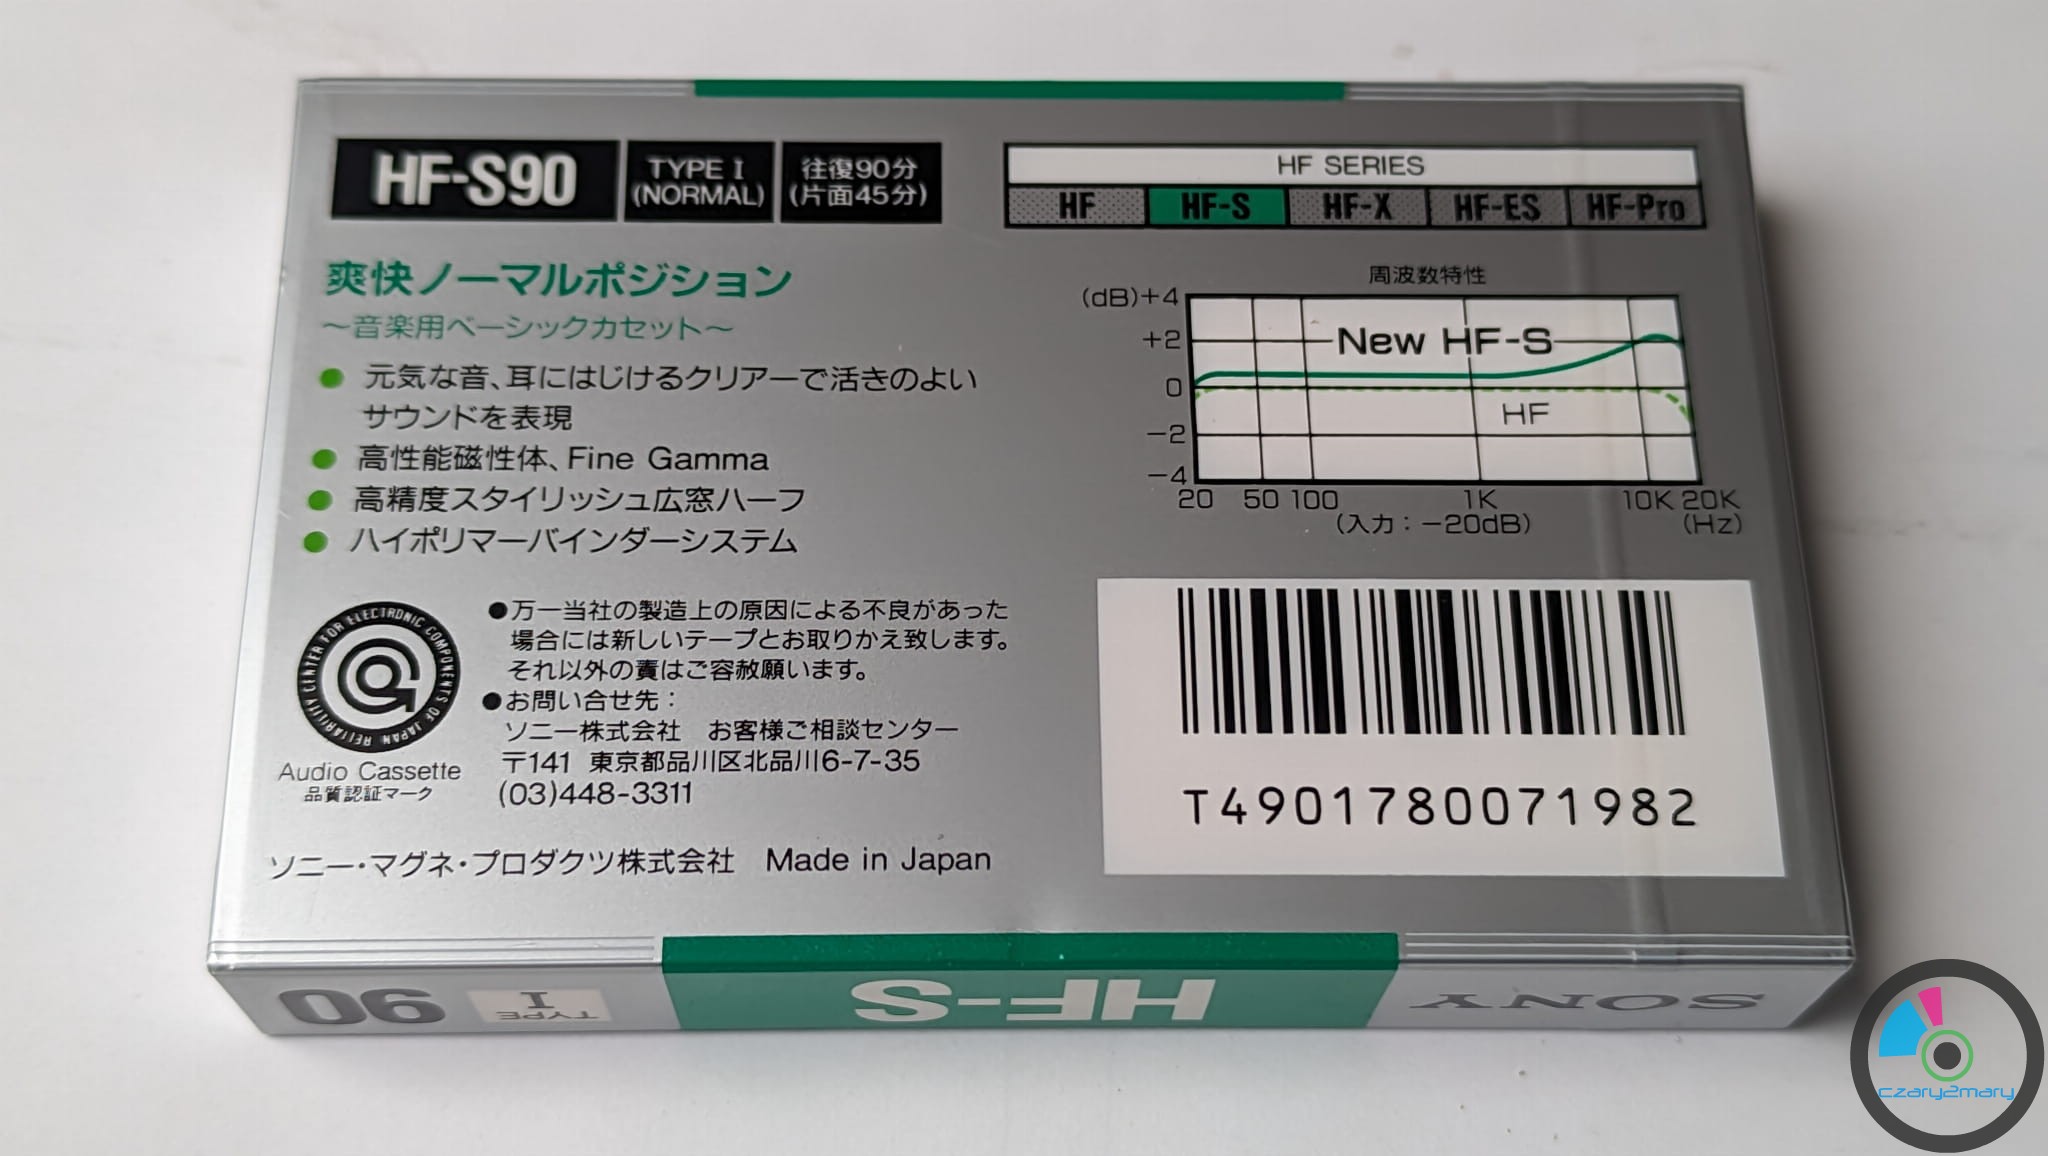 HF-S90
TYPE I
(NORMAL)
往復90分
(片面45分)
HF SERIES
HF HF-S HF-X HF-ES HF-Pro
爽快ノーマルポジション
〜音楽用ベーシックカセット〜
● 元気な音、耳にはじけるクリアーで活きのよい
サウンドを表現
● 高性能磁性体、Fine Gamma
● 高精度スタイリッシュ広窓ハーフ
● ハイポリマーバインダーシステム
周波数特性
(dB)+4
+2
0
−2
−4
New HF-S
HF
20 50 100 1K 10K 20K
(入力：−20dB) (Hz)
RELIABILITY CENTER FOR ELECTRONIC COMPONENTS OF JAPAN
Audio Cassette
品質認証マーク
●万一当社の製造上の原因による不良があった
場合には新しいテープとお取りかえ致します。
それ以外の責はご容赦願います。
●お問い合せ先：
ソニー株式会社 お客様ご相談センター
〒141 東京都品川区北品川6-7-35
(03)448-3311
ソニー・マグネ・プロダクツ株式会社 Made in Japan
T4901780071982
SONY
HF-S
TYPE I
90
czary2mary